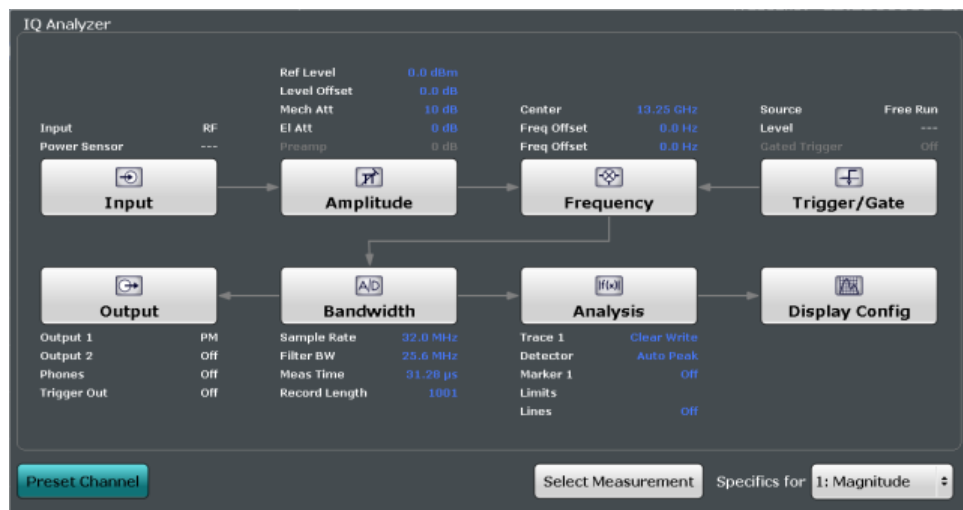 IQ Analyzer
Ref Level 0.0 dBm
Level Offset 0.0 dB
Mech Att 10 dB
El Att 0 dB
Preamp 0 dB
Input RF
Power Sensor ---
Center 13.25 GHz
Freq Offset 0.0 Hz
Freq Offset 0.0 Hz
Source Free Run
Level ---
Gated Trigger Off
Input
Amplitude
Frequency
Trigger/Gate
A/D
If(x)
Output
Bandwidth
Analysis
Display Config
Output 1 PM
Output 2 Off
Phones Off
Trigger Out Off
Sample Rate 32.0 MHz
Filter BW 25.6 MHz
Meas Time 31.28 µs
Record Length 1001
Trace 1 Clear Write
Detector Auto Peak
Marker 1 Off
Limits
Lines Off
Preset Channel
Select Measurement
Specifics for 1: Magnitude